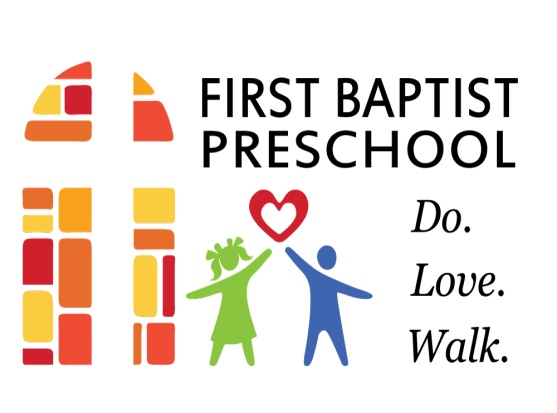 FIRST BAPTIST
PRESCHOOL
Do.
Love.
Walk.